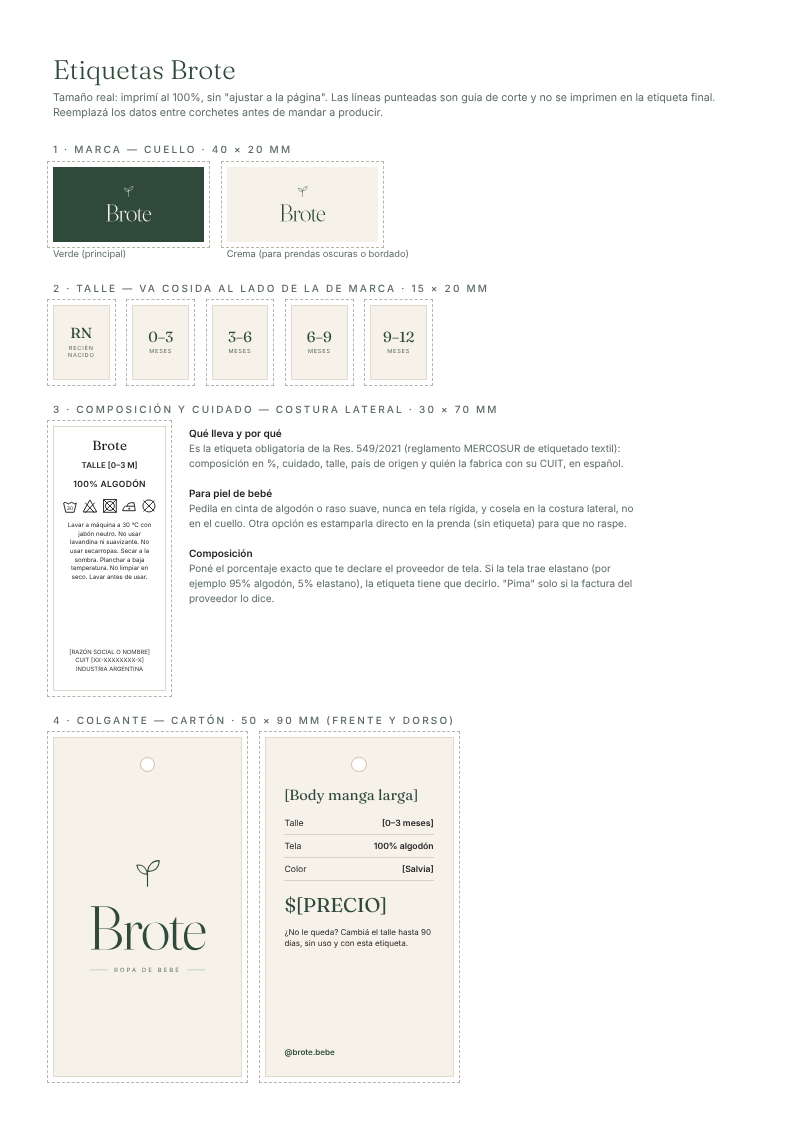 Etiquetas Brote
Tamaño real: imprimí al 100%, sin "ajustar a la página". Las líneas punteadas son guía de corte y no se imprimen en la etiqueta final.
Reemplazá los datos entre corchetes antes de mandar a producir.
1 · MARCA — CUELLO · 40 × 20 MM
Brote
Brote
Verde (principal)
Crema (para prendas oscuras o bordado)
2 · TALLE — VA COSIDA AL LADO DE LA DE MARCA · 15 × 20 MM
RN
RECIÉN
NACIDO
0–3
MESES
3–6
MESES
6–9
MESES
9–12
MESES
3 · COMPOSICIÓN Y CUIDADO — COSTURA LATERAL · 30 × 70 MM
Brote
TALLE [0–3 M]
100% ALGODÓN
30
Lavar a máquina a 30 °C con
jabón neutro. No usar
lavandina ni suavizante. No
usar secarropas. Secar a la
sombra. Planchar a baja
temperatura. No limpiar en
seco. Lavar antes de usar.
[RAZÓN SOCIAL O NOMBRE]
CUIT [XX-XXXXXXXX-X]
INDUSTRIA ARGENTINA
Qué lleva y por qué
Es la etiqueta obligatoria de la Res. 549/2021 (reglamento MERCOSUR de etiquetado textil):
composición en %, cuidado, talle, país de origen y quién la fabrica con su CUIT, en español.
Para piel de bebé
Pedila en cinta de algodón o raso suave, nunca en tela rígida, y cosela en la costura lateral, no
en el cuello. Otra opción es estamparla directo en la prenda (sin etiqueta) para que no raspe.
Composición
Poné el porcentaje exacto que te declare el proveedor de tela. Si la tela trae elastano (por
ejemplo 95% algodón, 5% elastano), la etiqueta tiene que decirlo. "Pima" solo si la factura del
proveedor lo dice.
4 · COLGANTE — CARTÓN · 50 × 90 MM (FRENTE Y DORSO)
Brote
ROPA DE BEBÉ
[Body manga larga]
Talle [0–3 meses]
Tela 100% algodón
Color [Salvia]
$[PRECIO]
¿No le queda? Cambiá el talle hasta 90
días, sin uso y con esta etiqueta.
@brote.bebe